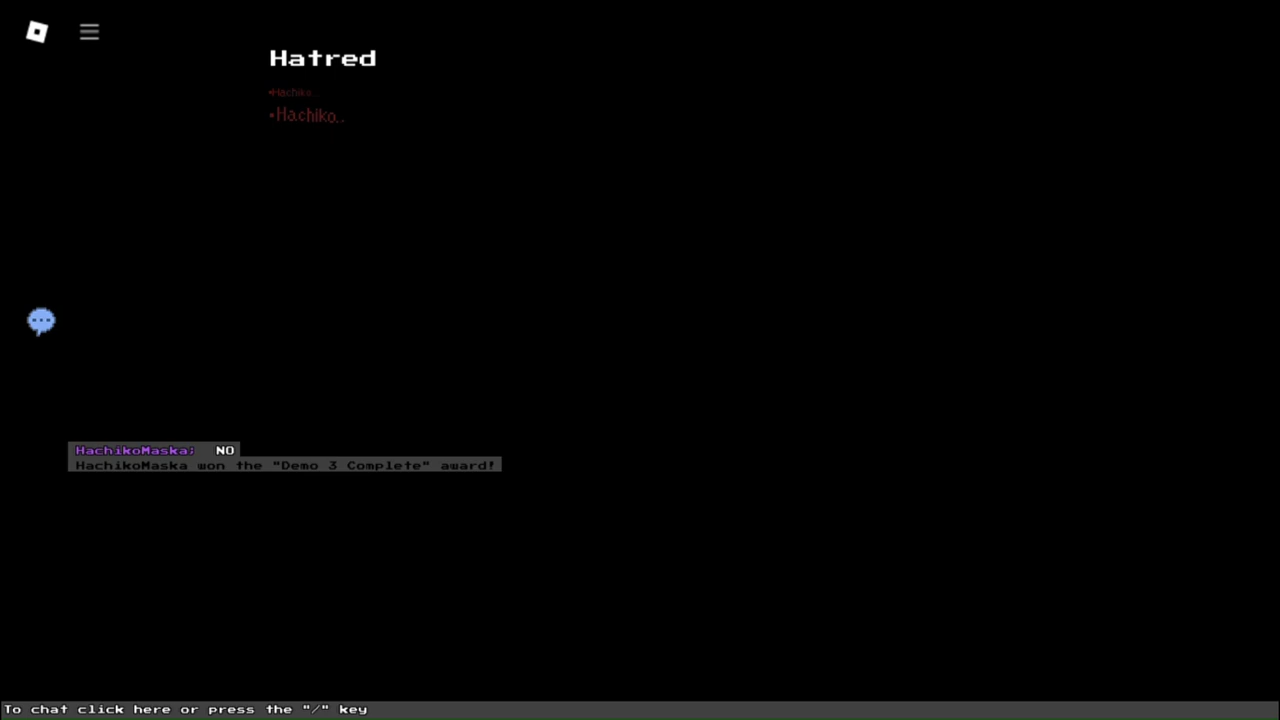 Hatred
•Hachiko..
•Hachiko..
HachikoMaska; NO
HachikoMaska won the "Demo 3 Complete" award!
To chat click here or press the "/" key